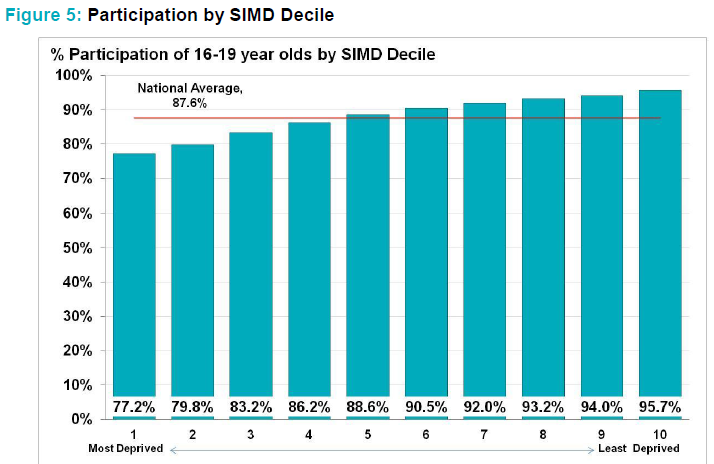 Figure 5: Participation by SIMD Decile
% Participation of 16-19 year olds by SIMD Decile
100%
National Average,
87.6%
90%
80%
70%
60%
50%
40%
30%
20%
10%
77.2% 79.8% 83.2% 86.2% 88.6% 90.5% 92.0% 93.2% 94.0% 95.7%
0%
1 2 3 4 5 6 7 8 9 10
Most Deprived Least Deprived